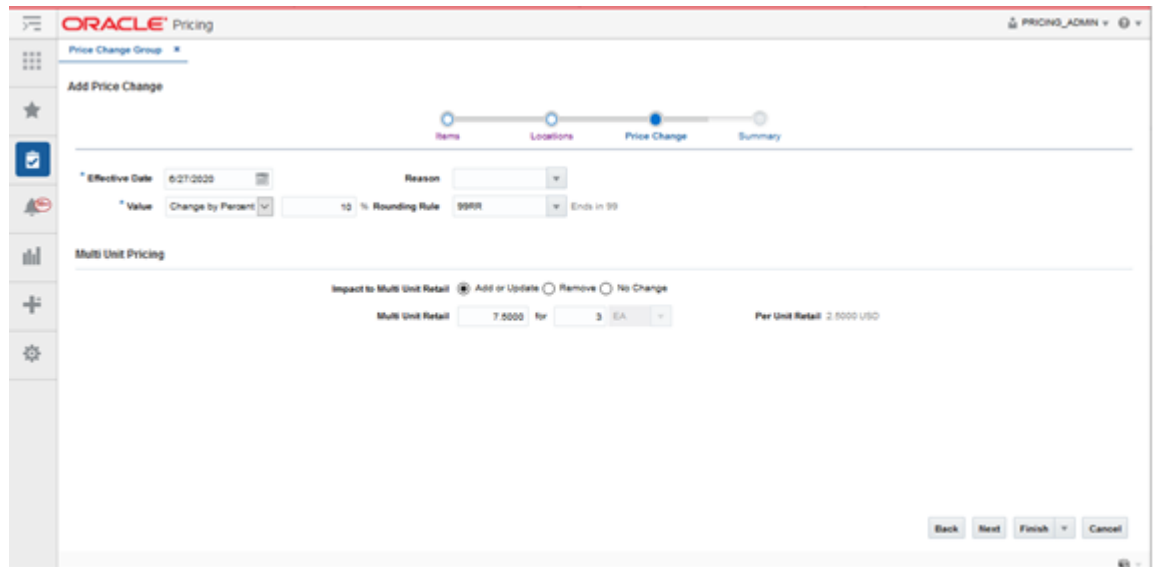 ORACLE® Pricing PRICING_ADMIN
Price Change Group ×
Add Price Change
Items Locations Price Change Summary
* Effective Date 6/27/2020 Reason
* Value Change by Percent 10 % Rounding Rule 99RR Ends in 99
Multi Unit Pricing
Impact to Multi Unit Retail Add or Update Remove No Change
Multi Unit Retail 7.5000 for 3 EA Per Unit Retail 2.5000 USD
Back Next Finish Cancel